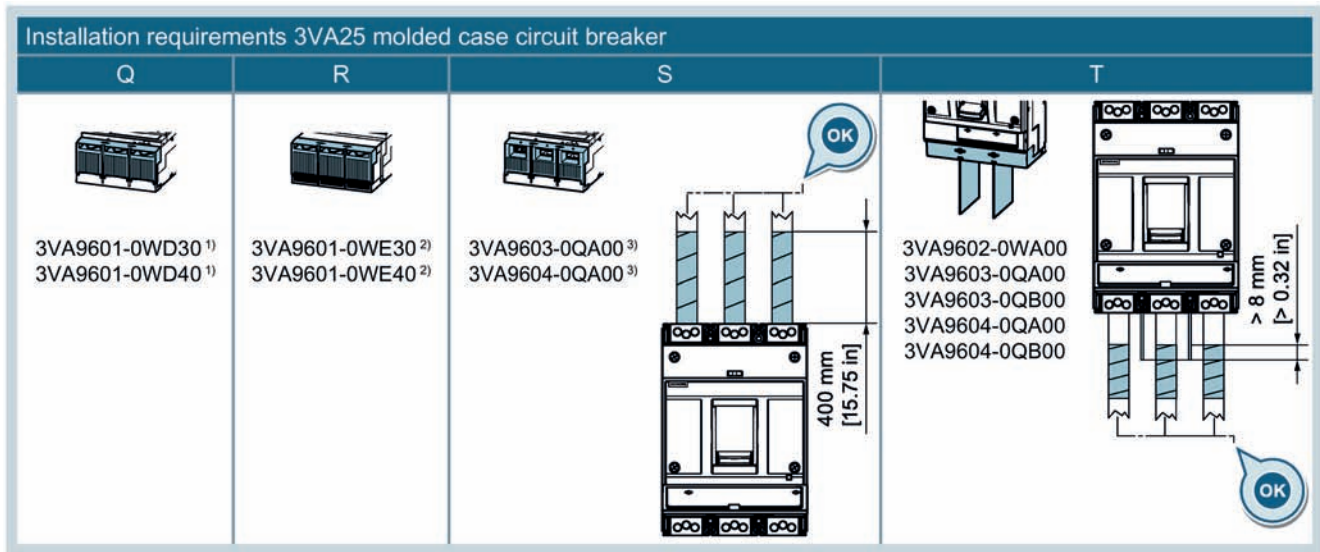 Installation requirements 3VA25 molded case circuit breaker
Q
R
S
T
3VA9601-0WD30 ¹⁾
3VA9601-0WD40 ¹⁾
3VA9601-0WE30 ²⁾
3VA9601-0WE40 ²⁾
3VA9603-0QA00 ³⁾
3VA9604-0QA00 ³⁾
OK
400 mm
[15.75 in]
3VA9602-0WA00
3VA9603-0QA00
3VA9603-0QB00
3VA9604-0QA00
3VA9604-0QB00
> 8 mm
[> 0.32 in]
OK